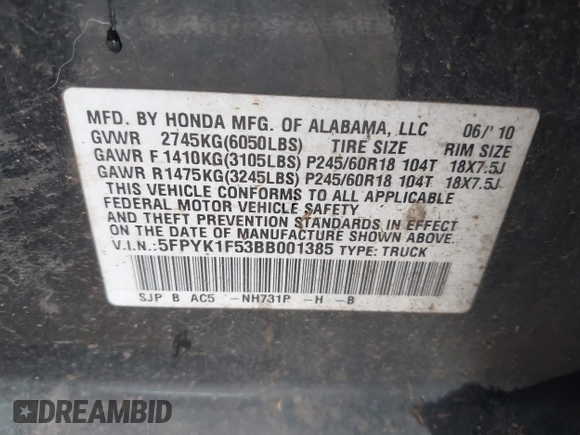 MFD. BY HONDA MFG. OF ALABAMA, LLC 06/'10
GVWR 2745KG(6050LBS) TIRE SIZE RIM SIZE
GAWR F 1410KG(3105LBS) P245/60R18 104T 18X7.5J
GAWR R 1475KG(3245LBS) P245/60R18 104T 18X7.5J
THIS VEHICLE CONFORMS TO ALL APPLICABLE
FEDERAL MOTOR VEHICLE SAFETY
AND THEFT PREVENTION STANDARDS IN EFFECT
ON THE DATE OF MANUFACTURE SHOWN ABOVE.
V.I.N.: 5FPYK1F53BB001385 TYPE: TRUCK
SJP B AC5 -NH731P -H -B
DREAMBID